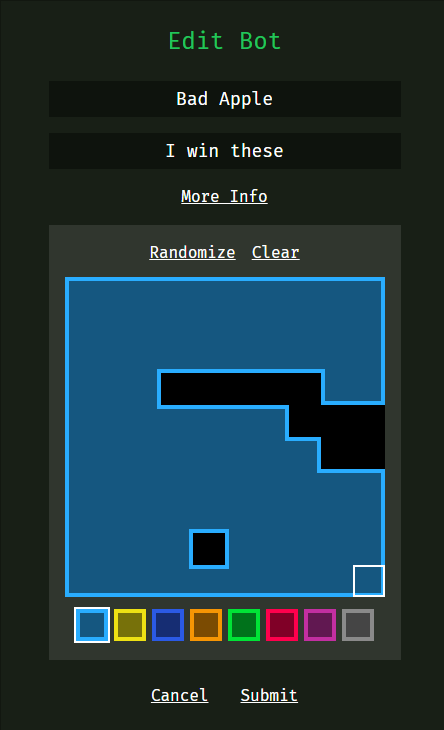 Edit Bot
Bad Apple
I win these
More Info
Randomize Clear
Cancel Submit